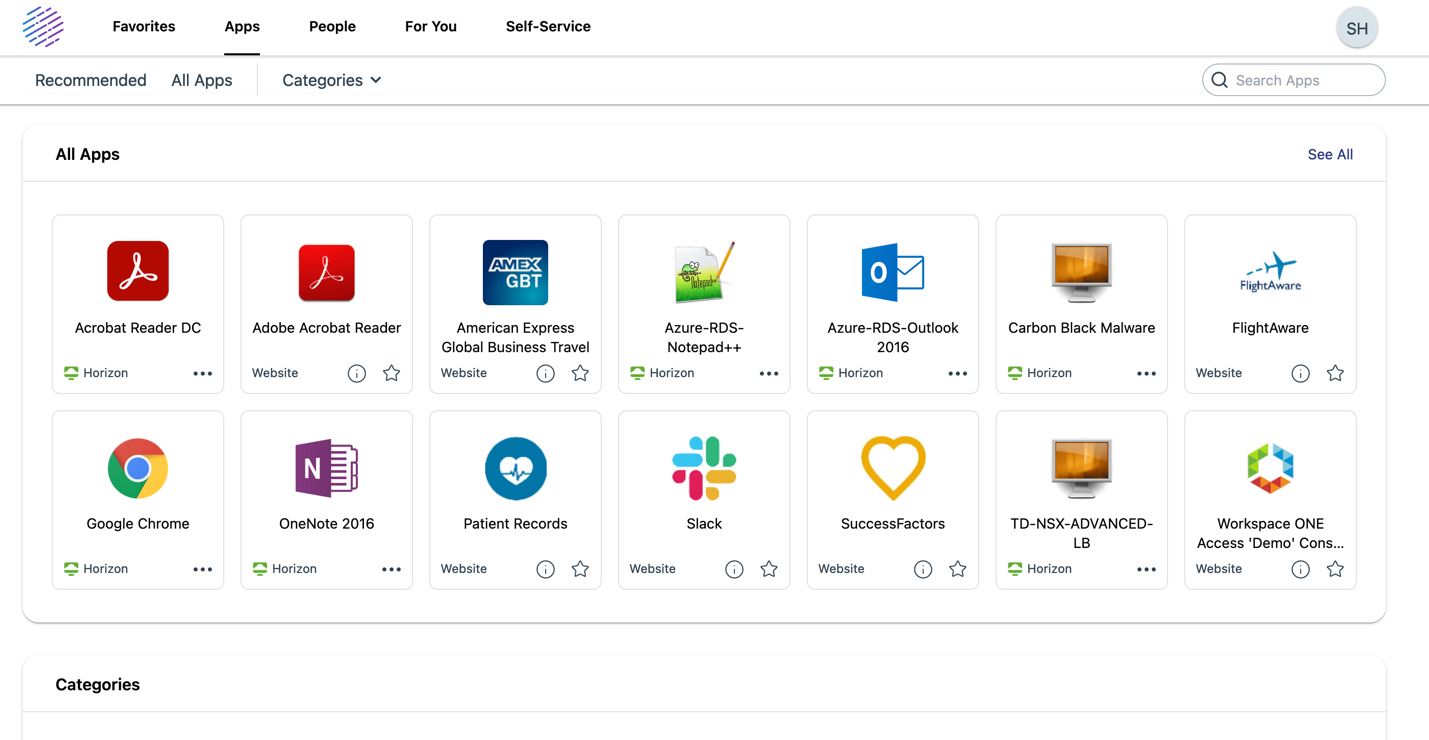 Favorites Apps People For You Self-Service SH
Recommended All Apps Categories Search Apps
All Apps See All
AMEX
GBT
Notepad++
O
FlightAware
Acrobat Reader DC
Adobe Acrobat Reader
American Express
Global Business Travel
Azure-RDS-
Notepad++
Azure-RDS-Outlook
2016
Carbon Black Malware
FlightAware
Horizon
Website
Website
Horizon
Horizon
Horizon
Website
N
Google Chrome
OneNote 2016
Patient Records
Slack
SuccessFactors
TD-NSX-ADVANCED-
LB
Workspace ONE
Access 'Demo' Cons...
Horizon
Horizon
Website
Website
Website
Horizon
Website
Categories